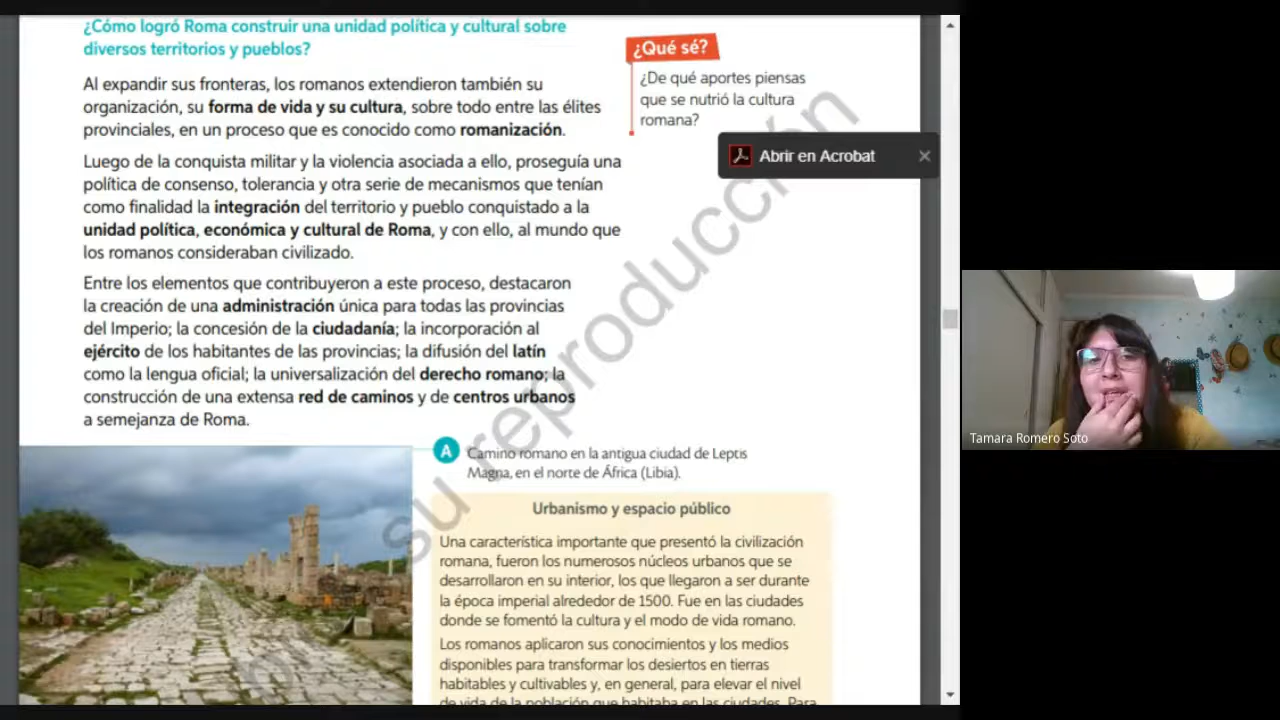 ¿Cómo logró Roma construir una unidad política y cultural sobre
diversos territorios y pueblos?
Al expandir sus fronteras, los romanos extendieron también su
organización, su forma de vida y su cultura, sobre todo entre las élites
provinciales, en un proceso que es conocido como romanización.
Luego de la conquista militar y la violencia asociada a ello, proseguía una
política de consenso, tolerancia y otra serie de mecanismos que tenían
como finalidad la integración del territorio y pueblo conquistado a la
unidad política, económica y cultural de Roma, y con ello, al mundo que
los romanos consideraban civilizado.
Entre los elementos que contribuyeron a este proceso, destacaron
la creación de una administración única para todas las provincias
del Imperio; la concesión de la ciudadanía; la incorporación al
ejército de los habitantes de las provincias; la difusión del latín
como la lengua oficial; la universalización del derecho romano; la
construcción de una extensa red de caminos y de centros urbanos
a semejanza de Roma.
¿Qué sé?
¿De qué aportes piensas
que se nutrió la cultura
romana?
Abrir en Acrobat
su reproducción
A
Camino romano en la antigua ciudad de Leptis
Magna, en el norte de África (Libia).
Urbanismo y espacio público
Una característica importante que presentó la civilización
romana, fueron los numerosos núcleos urbanos que se
desarrollaron en su interior, los que llegaron a ser durante
la época imperial alrededor de 1500. Fue en las ciudades
donde se fomentó la cultura y el modo de vida romano.
Los romanos aplicaron sus conocimientos y los medios
disponibles para transformar los desiertos en tierras
habitables y cultivables y, en general, para elevar el nivel
de vida de la población que habitaba en las ciudades. Para
Tamara Romero Soto